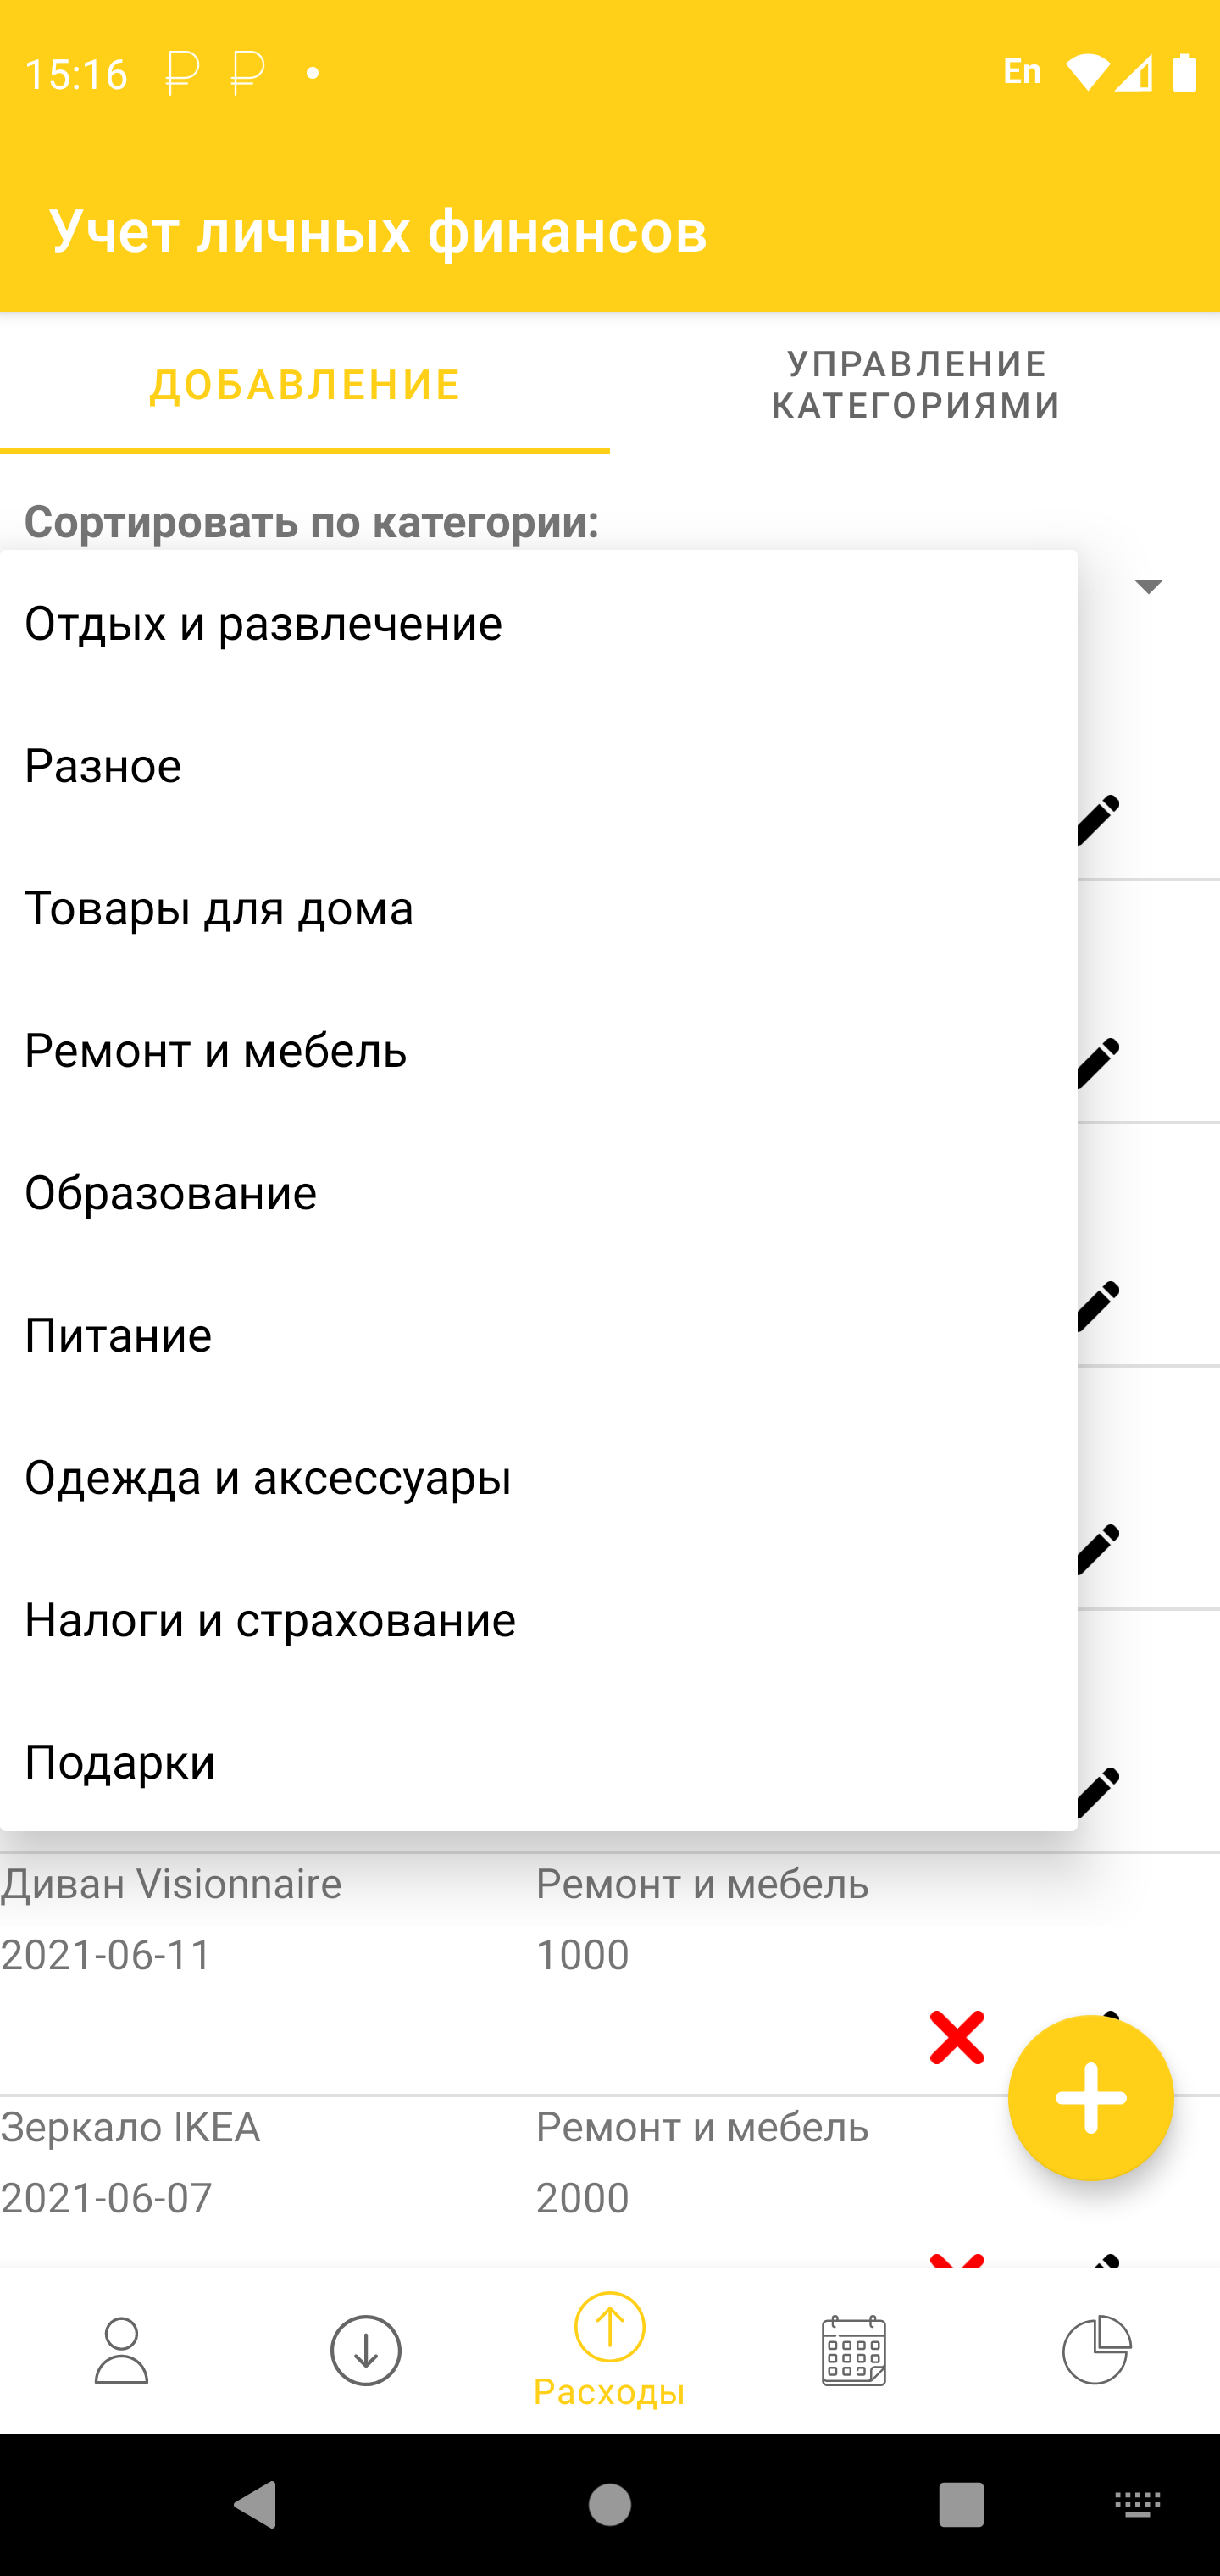 15:16
En
Учет личных финансов
ДОБАВЛЕНИЕ
УПРАВЛЕНИЕ
КАТЕГОРИЯМИ
Сортировать по категории:
Отдых и развлечение
Разное
Товары для дома
Ремонт и мебель
Образование
Питание
Одежда и аксессуары
Налоги и страхование
Подарки
Диван Visionnaire Ремонт и мебель
2021-06-11 1000
Зеркало IKEA Ремонт и мебель
2021-06-07 2000
Расходы